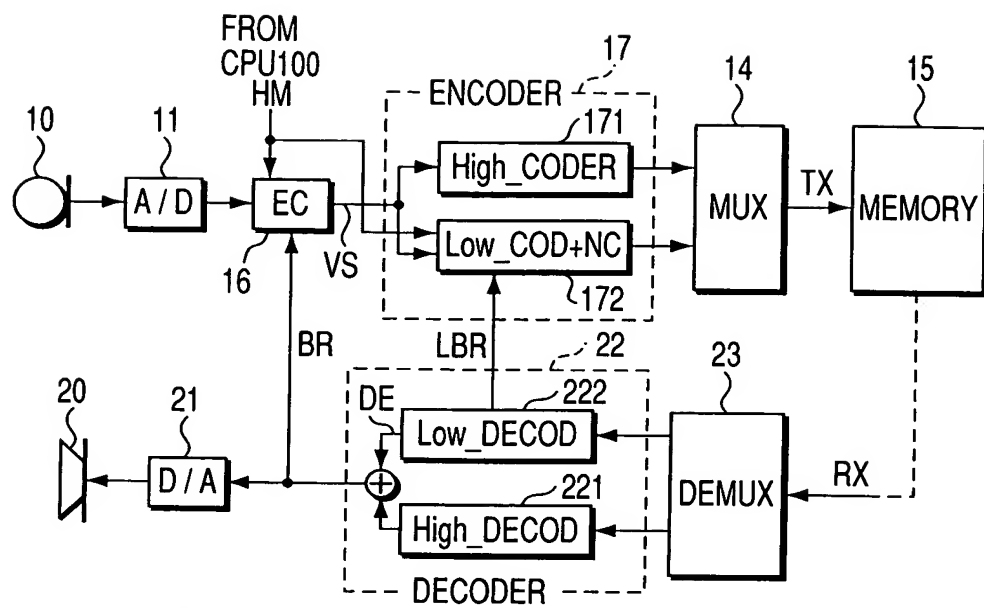 FROM
CPU100
HM
17
14
15
10
11
ENCODER
171
A/D
EC
High_CODER
MUX
TX
MEMORY
16
VS
Low_COD+NC
172
BR
LBR
22
23
20
21
DE
222
Low_DECOD
D/A
+
221
DEMUX
RX
High_DECOD
DECODER